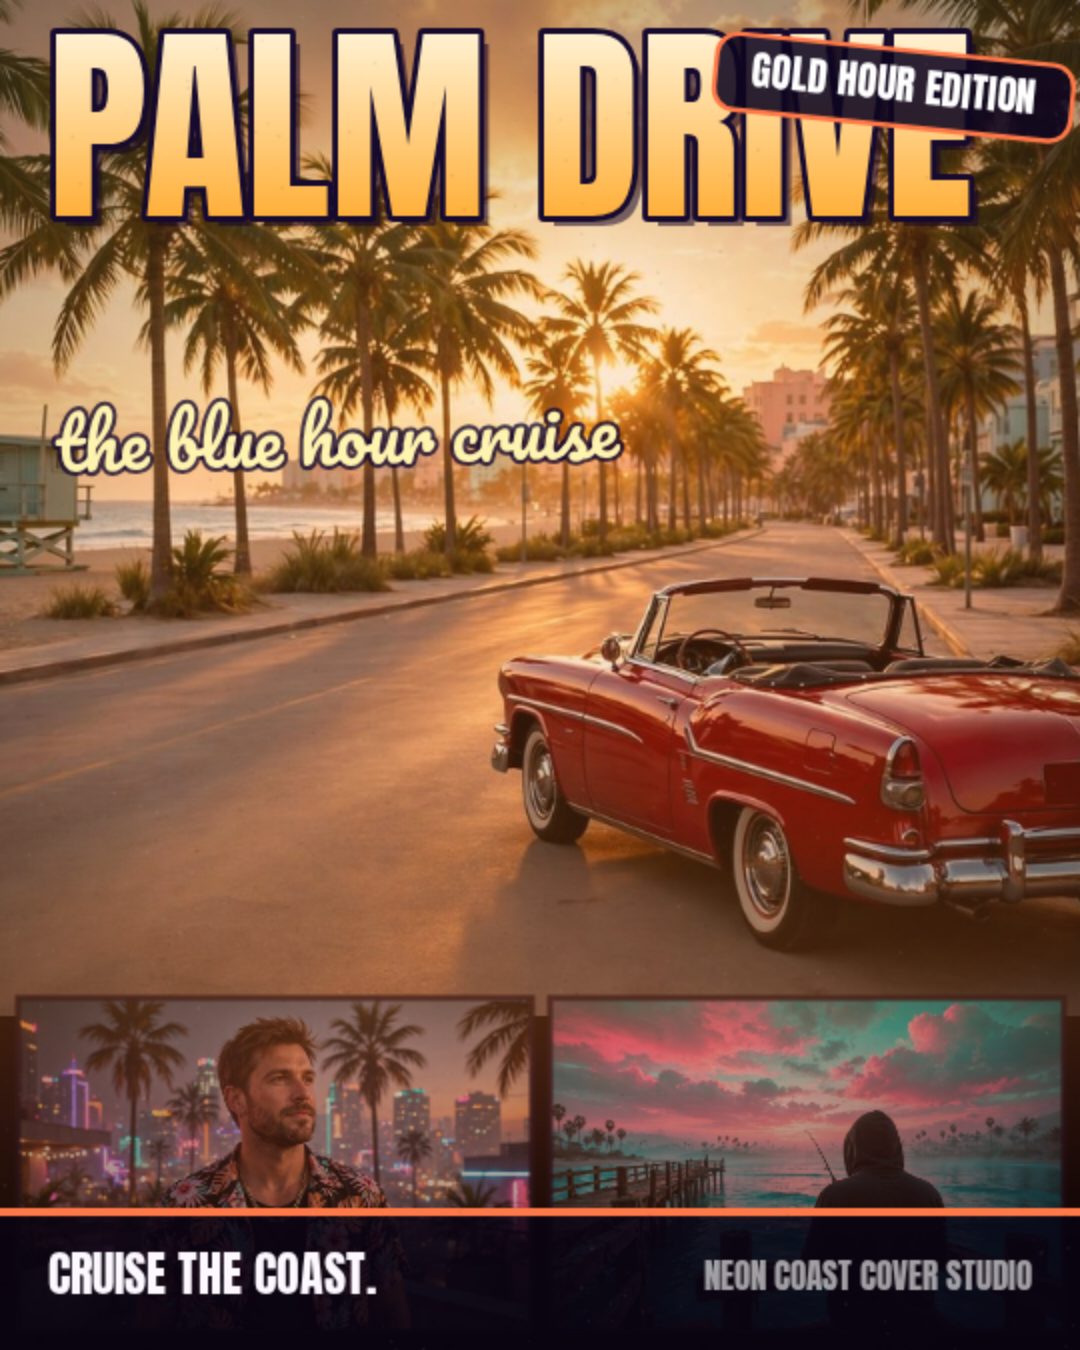 PALM DRIVE
GOLD HOUR EDITION
the blue hour cruise
CRUISE THE COAST.
NEON COAST COVER STUDIO